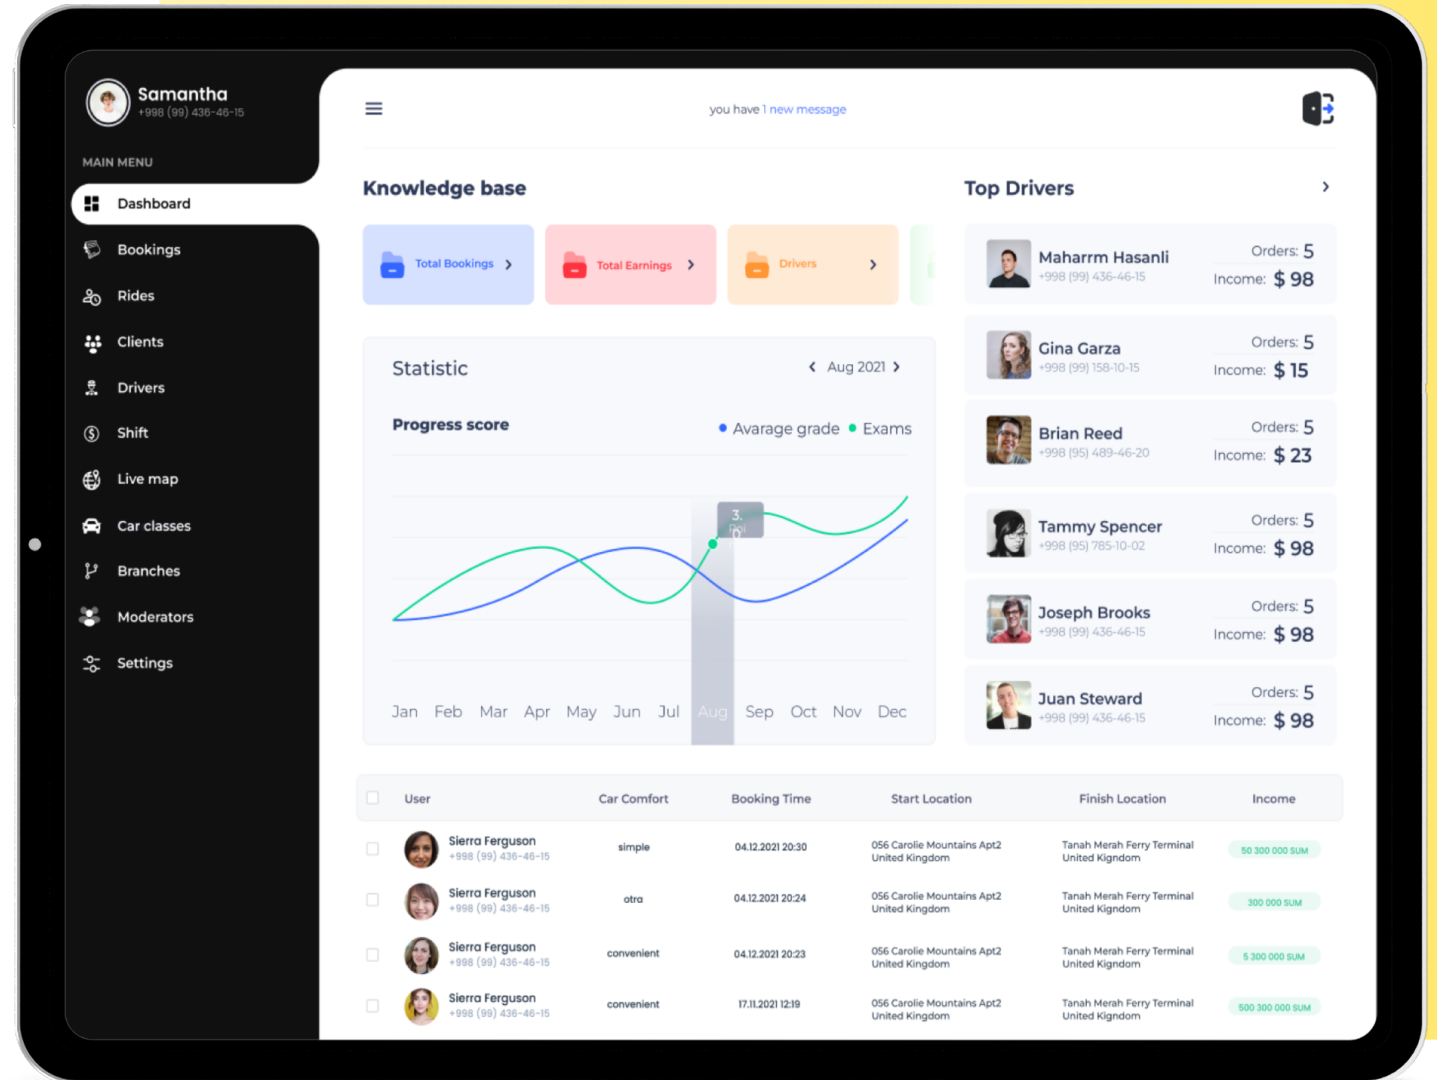 Samantha
+998 (99) 436-46-15
MAIN MENU
Dashboard
Bookings
Rides
Clients
Drivers
Shift
Live map
Car classes
Branches
Moderators
Settings
you have 1 new message
Knowledge base
Total Bookings
Total Earnings
Drivers
Statistic
Aug 2021
Progress score
Avarage grade
Exams
3.
0
Jan Feb Mar Apr May Jun Jul Aug Sep Oct Nov Dec
Top Drivers
Maharrm Hasanli
+998 (99) 436-46-15
Orders: 5
Income: $ 98
Gina Garza
+998 (99) 158-10-15
Orders: 5
Income: $ 15
Brian Reed
+998 (95) 489-46-20
Orders: 5
Income: $ 23
Tammy Spencer
+998 (95) 785-10-02
Orders: 5
Income: $ 98
Joseph Brooks
+998 (99) 436-46-15
Orders: 5
Income: $ 98
Juan Steward
+998 (99) 436-46-15
Orders: 5
Income: $ 98
User Car Comfort Booking Time Start Location Finish Location Income
Sierra Ferguson
+998 (99) 436-46-15
simple
04.12.2021 20:30
056 Carolie Mountains Apt2
United Kingdom
Tanah Merah Ferry Terminal
United Kigndom
50 300 000 SUM
Sierra Ferguson
+998 (99) 436-46-15
otra
04.12.2021 20:24
056 Carolie Mountains Apt2
United Kingdom
Tanah Merah Ferry Terminal
United Kigndom
300 000 SUM
Sierra Ferguson
+998 (99) 436-46-15
convenient
04.12.2021 20:23
056 Carolie Mountains Apt2
United Kingdom
Tanah Merah Ferry Terminal
United Kigndom
5 300 000 SUM
Sierra Ferguson
+998 (99) 436-46-15
convenient
17.11.2021 12:19
056 Carolie Mountains Apt2
United Kingdom
Tanah Merah Ferry Terminal
United Kigndom
500 300 000 SUM